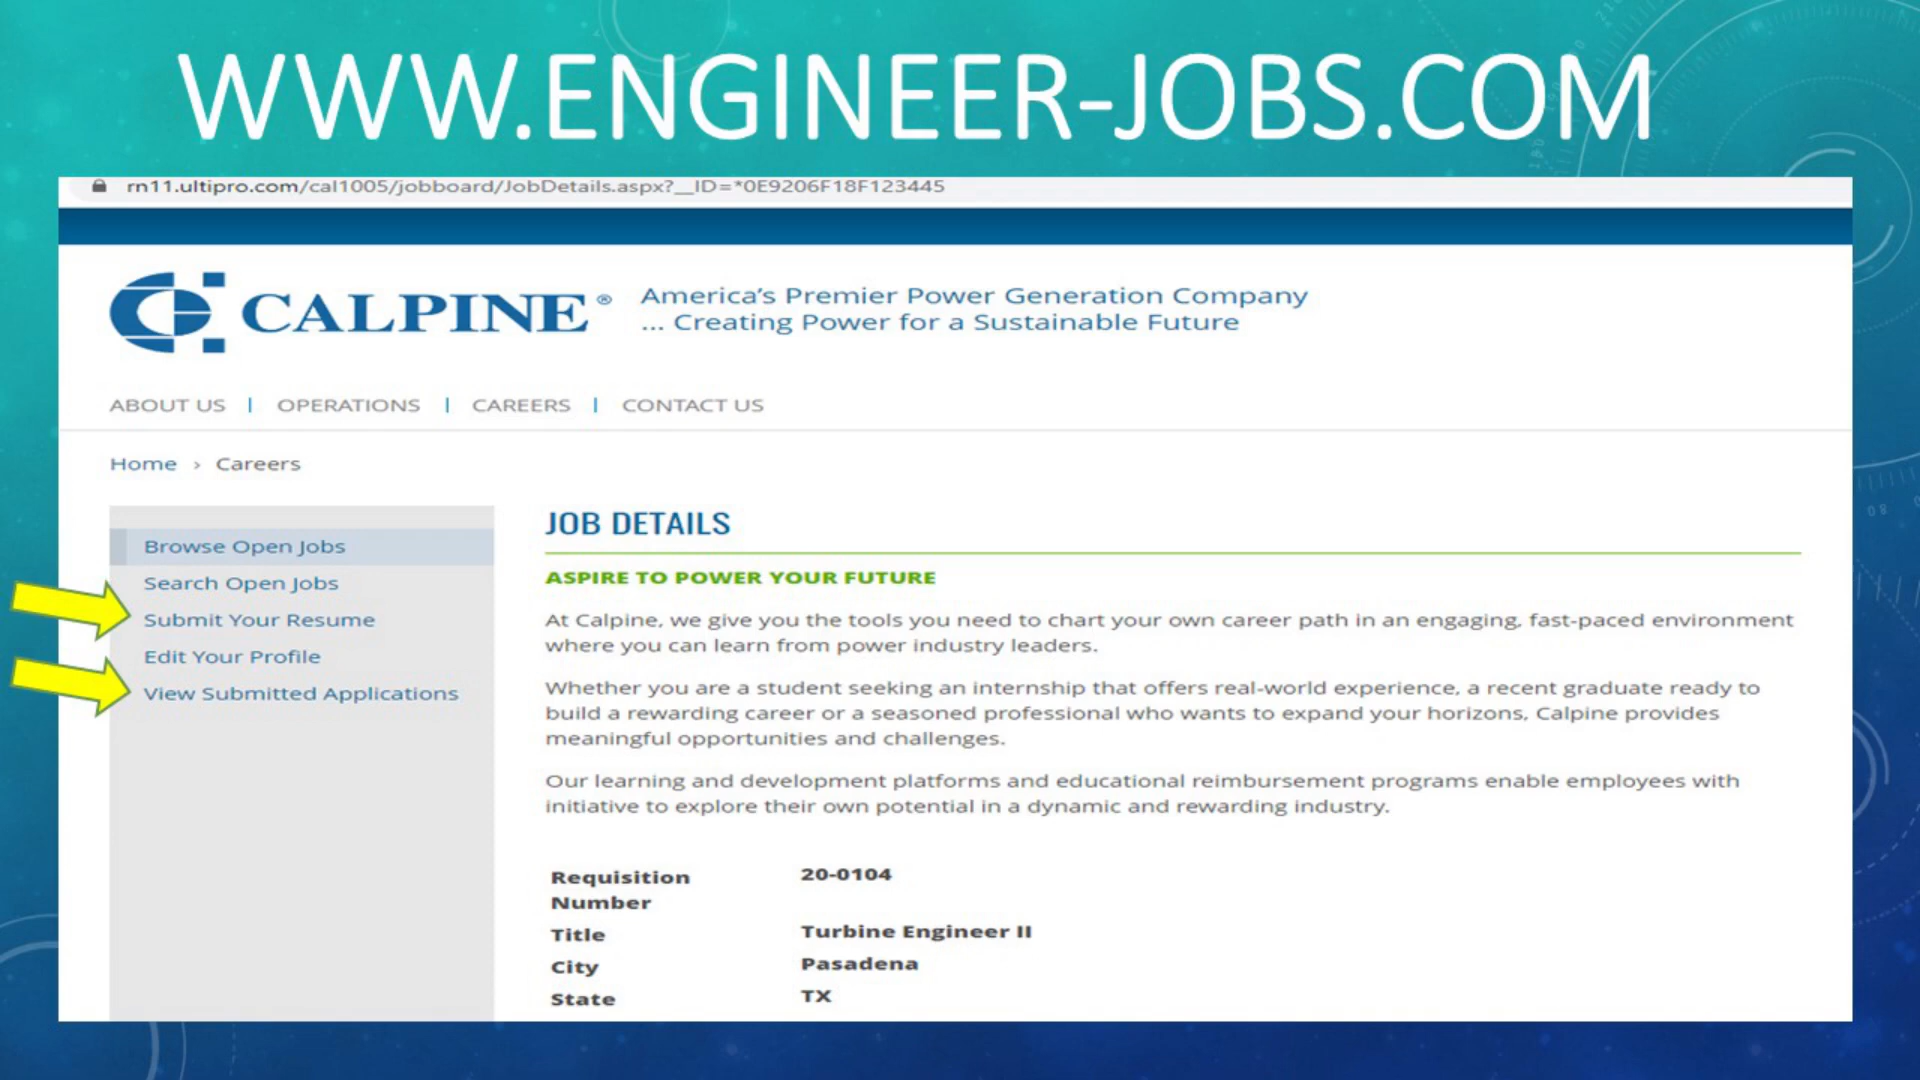 WWW.ENGINEER-JOBS.COM
rn11.ultipro.com/cal1005/jobboard/JobDetails.aspx?__ID=*0E9206F18F123445
CALPINE®
America's Premier Power Generation Company
... Creating Power for a Sustainable Future
ABOUT US | OPERATIONS | CAREERS | CONTACT US
Home › Careers
Browse Open Jobs
Search Open Jobs
Submit Your Resume
Edit Your Profile
View Submitted Applications
JOB DETAILS
ASPIRE TO POWER YOUR FUTURE
At Calpine, we give you the tools you need to chart your own career path in an engaging, fast-paced environment
where you can learn from power industry leaders.
Whether you are a student seeking an internship that offers real-world experience, a recent graduate ready to
build a rewarding career or a seasoned professional who wants to expand your horizons, Calpine provides
meaningful opportunities and challenges.
Our learning and development platforms and educational reimbursement programs enable employees with
initiative to explore their own potential in a dynamic and rewarding industry.
Requisition 20-0104
Number
Title Turbine Engineer II
City Pasadena
State TX